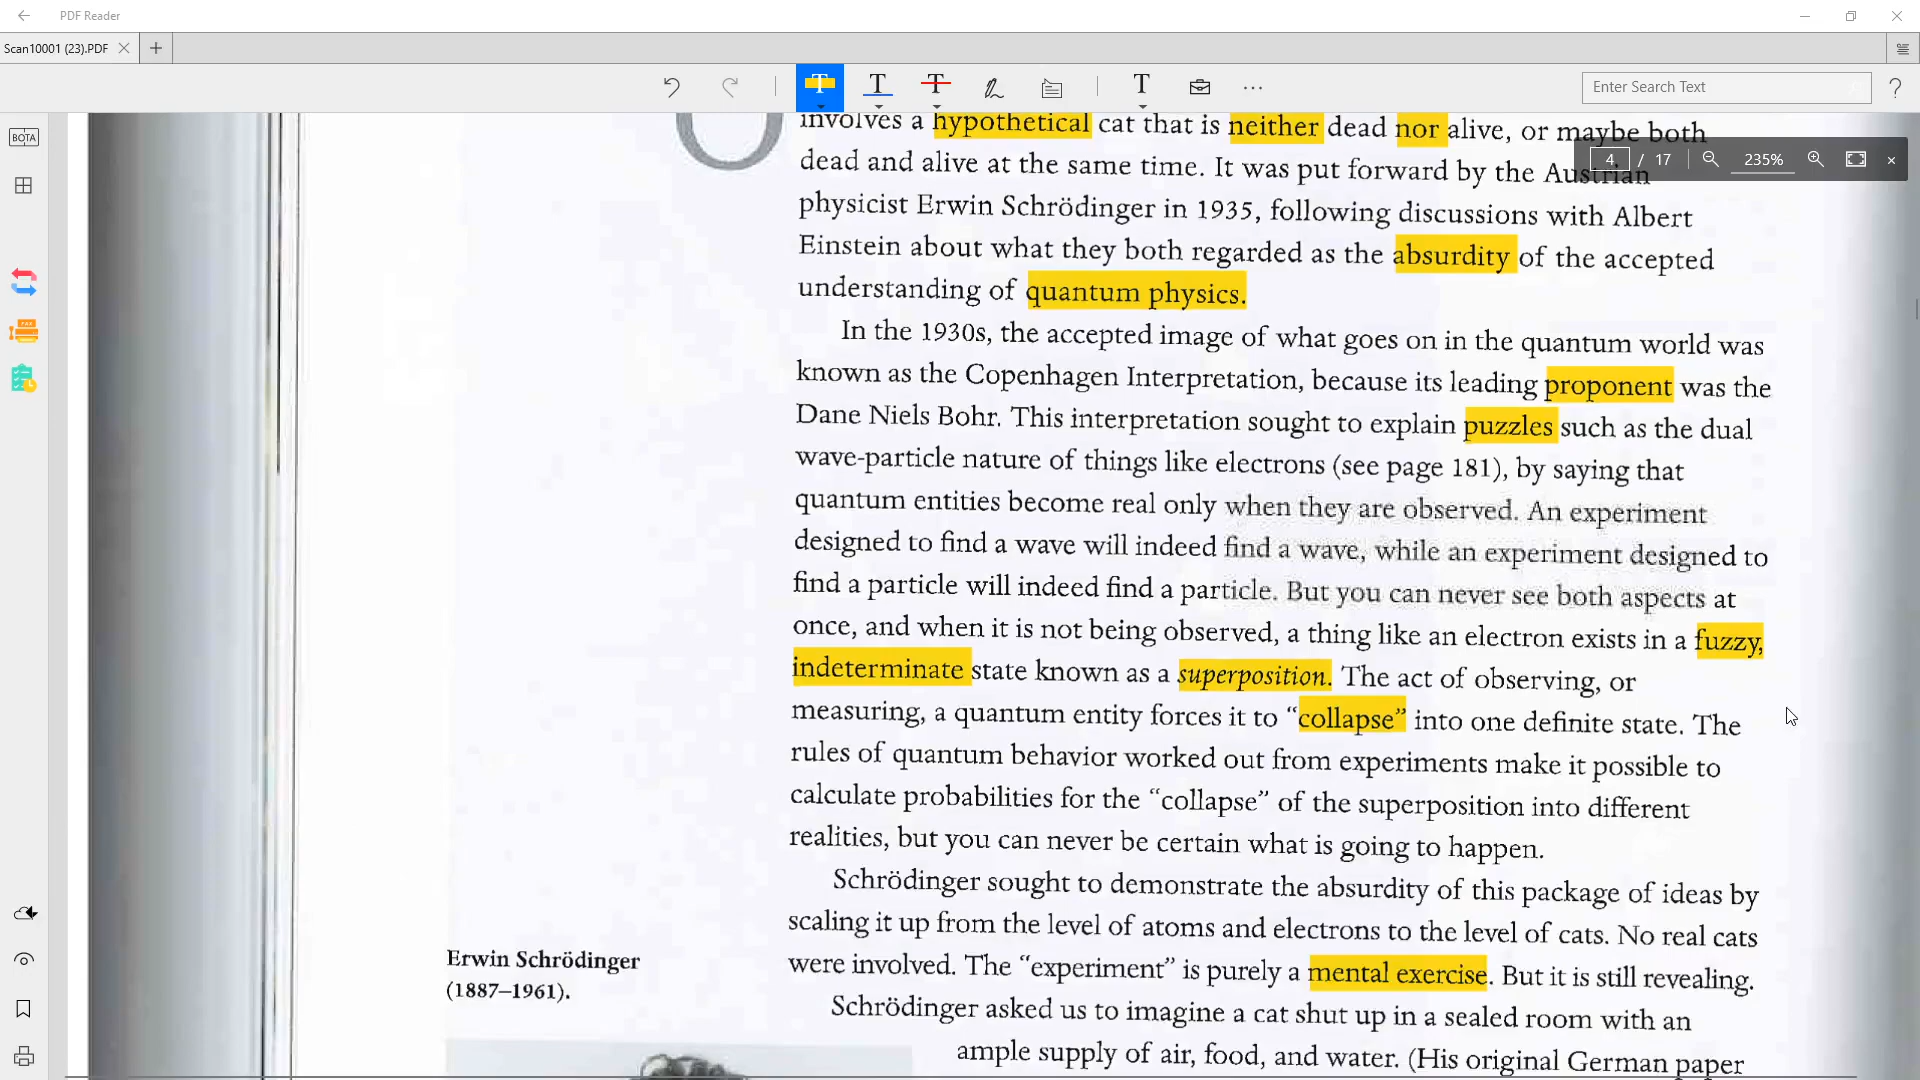 PDF Reader
Scan10001 (23).PDF
T T T T
Enter Search Text
?
BOTA
4 / 17 235%
involves a hypothetical cat that is neither dead nor alive, or maybe both
dead and alive at the same time. It was put forward by the Austrian
physicist Erwin Schrödinger in 1935, following discussions with Albert
Einstein about what they both regarded as the absurdity of the accepted
understanding of quantum physics.
In the 1930s, the accepted image of what goes on in the quantum world was
known as the Copenhagen Interpretation, because its leading proponent was the
Dane Niels Bohr. This interpretation sought to explain puzzles such as the dual
wave-particle nature of things like electrons (see page 181), by saying that
quantum entities become real only when they are observed. An experiment
designed to find a wave will indeed find a wave, while an experiment designed to
find a particle will indeed find a particle. But you can never see both aspects at
once, and when it is not being observed, a thing like an electron exists in a fuzzy,
indeterminate state known as a superposition. The act of observing, or
measuring, a quantum entity forces it to “collapse” into one definite state. The
rules of quantum behavior worked out from experiments make it possible to
calculate probabilities for the “collapse” of the superposition into different
realities, but you can never be certain what is going to happen.
Schrödinger sought to demonstrate the absurdity of this package of ideas by
scaling it up from the level of atoms and electrons to the level of cats. No real cats
were involved. The “experiment” is purely a mental exercise. But it is still revealing.
Schrödinger asked us to imagine a cat shut up in a sealed room with an
ample supply of air, food, and water. (His original German paper
Erwin Schrödinger
(1887–1961).